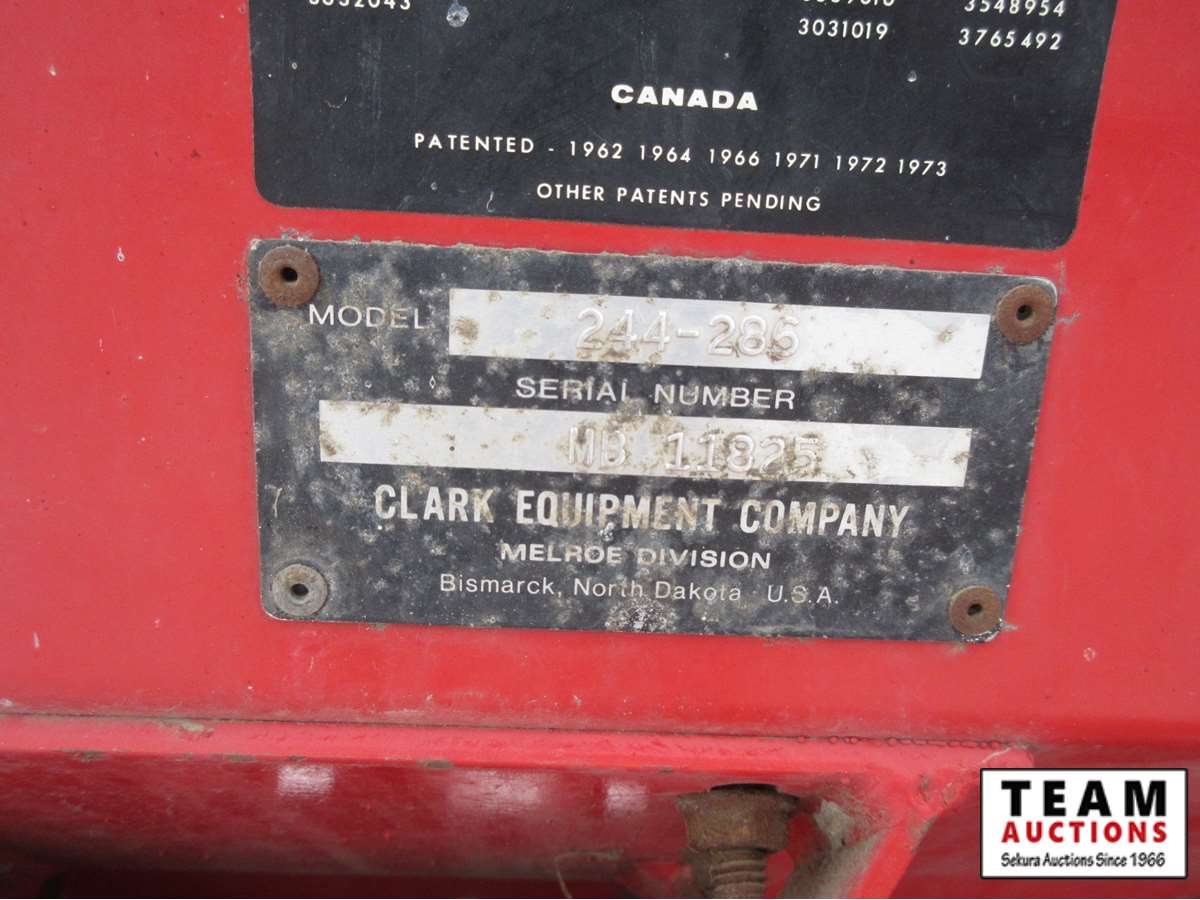 3548954
3031019 3765492
CANADA
PATENTED - 1962 1964 1966 1971 1972 1973
OTHER PATENTS PENDING
MODEL 244-286
SERIAL NUMBER
MB 11825
CLARK EQUIPMENT COMPANY
MELROE DIVISION
Bismarck, North Dakota U.S.A.
TEAM
AUCTIONS
Sekura Auctions Since 1966